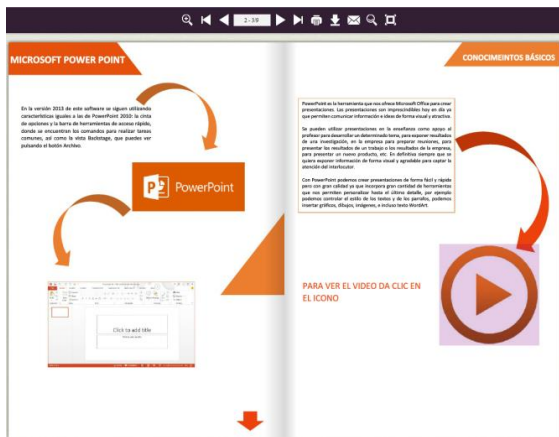 2 - 3/8
MICROSOFT POWER POINT
En la versión 2013 de este software se siguen utilizando
características iguales a las de PowerPoint 2010: la cinta
de opciones y la barra de herramientas de acceso rápido,
donde se encuentran los comandos para realizar tareas
comunes, así como la vista Backstage, que puedes ver
pulsando el botón Archivo.
PowerPoint
Click to add title
CONOCIMEINTOS BÁSICOS
PowerPoint es la herramienta que nos ofrece Microsoft Office para crear
presentaciones. Las presentaciones son imprescindibles hoy en día ya
que permiten comunicar información e ideas de forma visual y atractiva.
Se pueden utilizar presentaciones en la enseñanza como apoyo al
profesor para desarrollar un determinado tema, para exponer resultados
de una investigación, en la empresa para preparar reuniones, para
presentar los resultados de un trabajo o los resultados de la empresa,
para presentar un nuevo producto, etc. En definitiva siempre que se
quiera exponer información de forma visual y agradable para captar la
atención del interlocutor.
Con PowerPoint podemos crear presentaciones de forma fácil y rápida
pero con gran calidad ya que incorpora gran cantidad de herramientas
que nos permiten personalizar hasta el último detalle, por ejemplo
podemos controlar el estilo de los textos y de los párrafos, podemos
insertar gráficos, dibujos, imágenes, e incluso texto WordArt.
PARA VER EL VIDEO DA CLIC EN
EL ICONO